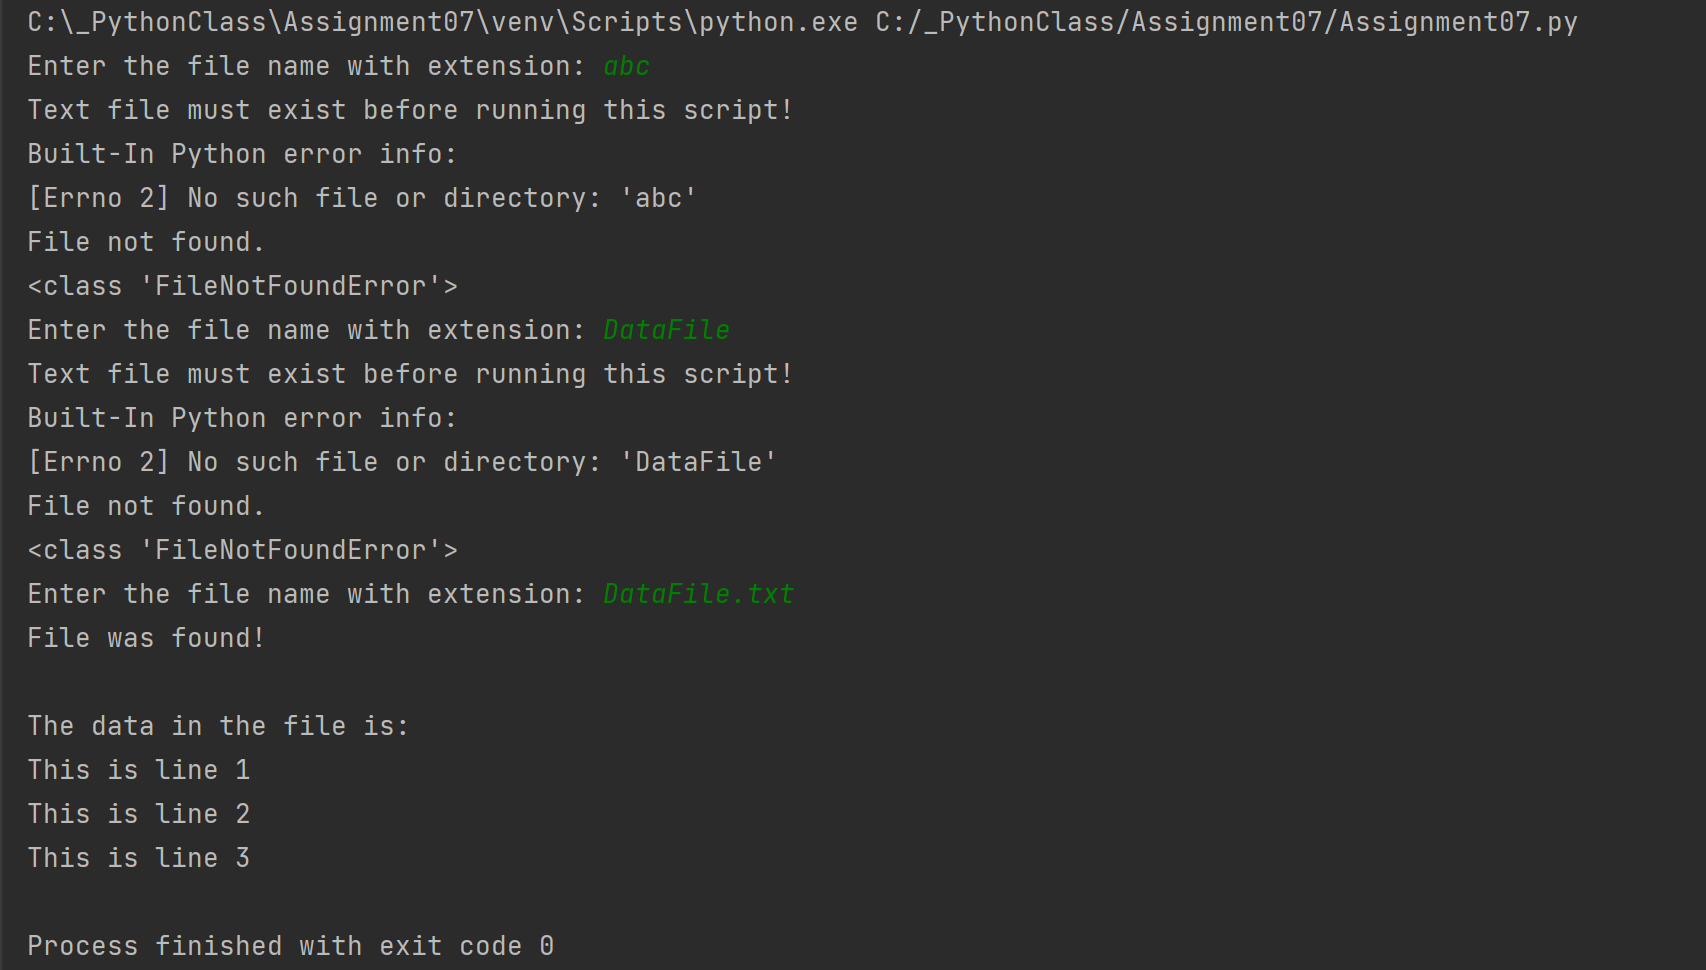 C:\_PythonClass\Assignment07\venv\Scripts\python.exe C:/_PythonClass/Assignment07/Assignment07.py
Enter the file name with extension: abc
Text file must exist before running this script!
Built-In Python error info:
[Errno 2] No such file or directory: 'abc'
File not found.
<class 'FileNotFoundError'>
Enter the file name with extension: DataFile
Text file must exist before running this script!
Built-In Python error info:
[Errno 2] No such file or directory: 'DataFile'
File not found.
<class 'FileNotFoundError'>
Enter the file name with extension: DataFile.txt
File was found!
The data in the file is:
This is line 1
This is line 2
This is line 3
Process finished with exit code 0